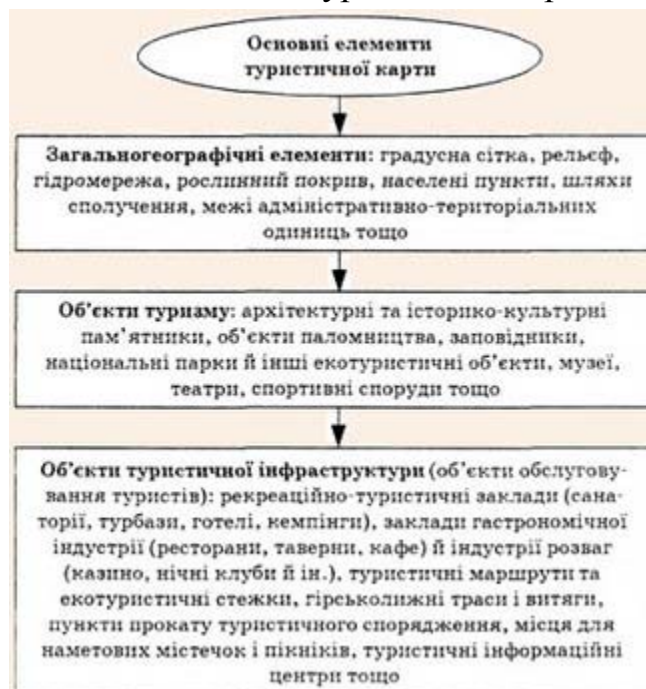 Основні елементи
туристичної карти
Загальногеографічні елементи: градусна сітка, рельєф,
гідромережа, рослинний покрив, населені пункти, шляхи
сполучення, межі адміністративно-територіальних
одиниць тощо
Об'єкти туризму: архітектурні та історико-культурні
пам'ятники, об'єкти паломництва, заповідники,
національні парки й інші екотуристичні об'єкти, музеї,
театри, спортивні споруди тощо
Об'єкти туристичної інфраструктури (об'єкти обслугову-
вання туристів): рекреаційно-туристичні заклади (сана-
торії, турбази, готелі, кемпінги), заклади гастрономічної
індустрії (ресторани, таверни, кафе) й індустрії розваг
(казино, нічні клуби й ін.), туристичні маршрути та
екотуристичні стежки, гірськолижні траси і витяги,
пункти прокату туристичного спорядження, місця для
наметових містечок і пікніків, туристичні інформаційні
центри тощо